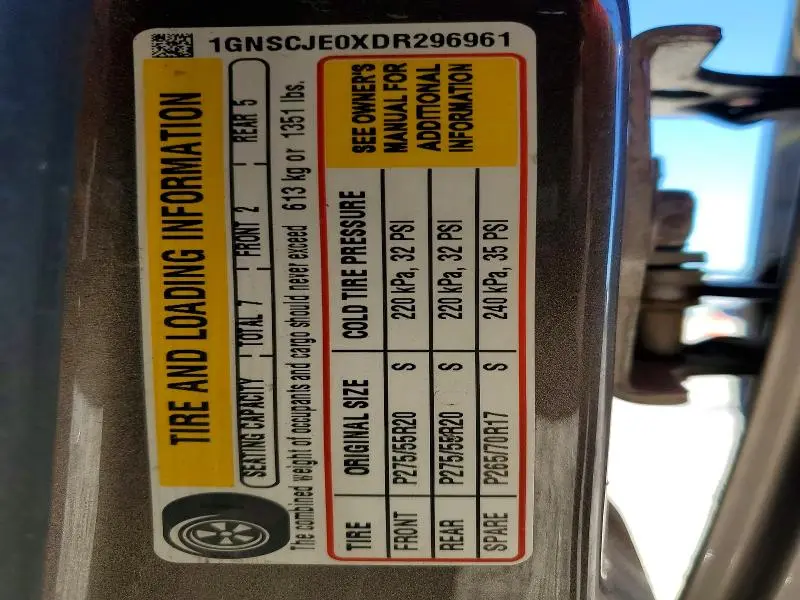 1GNSCJE0XDR296961
TIRE AND LOADING INFORMATION
SEATING CAPACITY TOTAL 7 FRONT 2 REAR 5
The combined weight of occupants and cargo should never exceed 613 kg or 1351 lbs.
TIRE ORIGINAL SIZE COLD TIRE PRESSURE
FRONT P275/55R20 S 220 kPa, 32 PSI
REAR P275/55R20 S 220 kPa, 32 PSI
SPARE P265/70R17 S 240 kPa, 35 PSI
SEE OWNER'S
MANUAL FOR
ADDITIONAL
INFORMATION